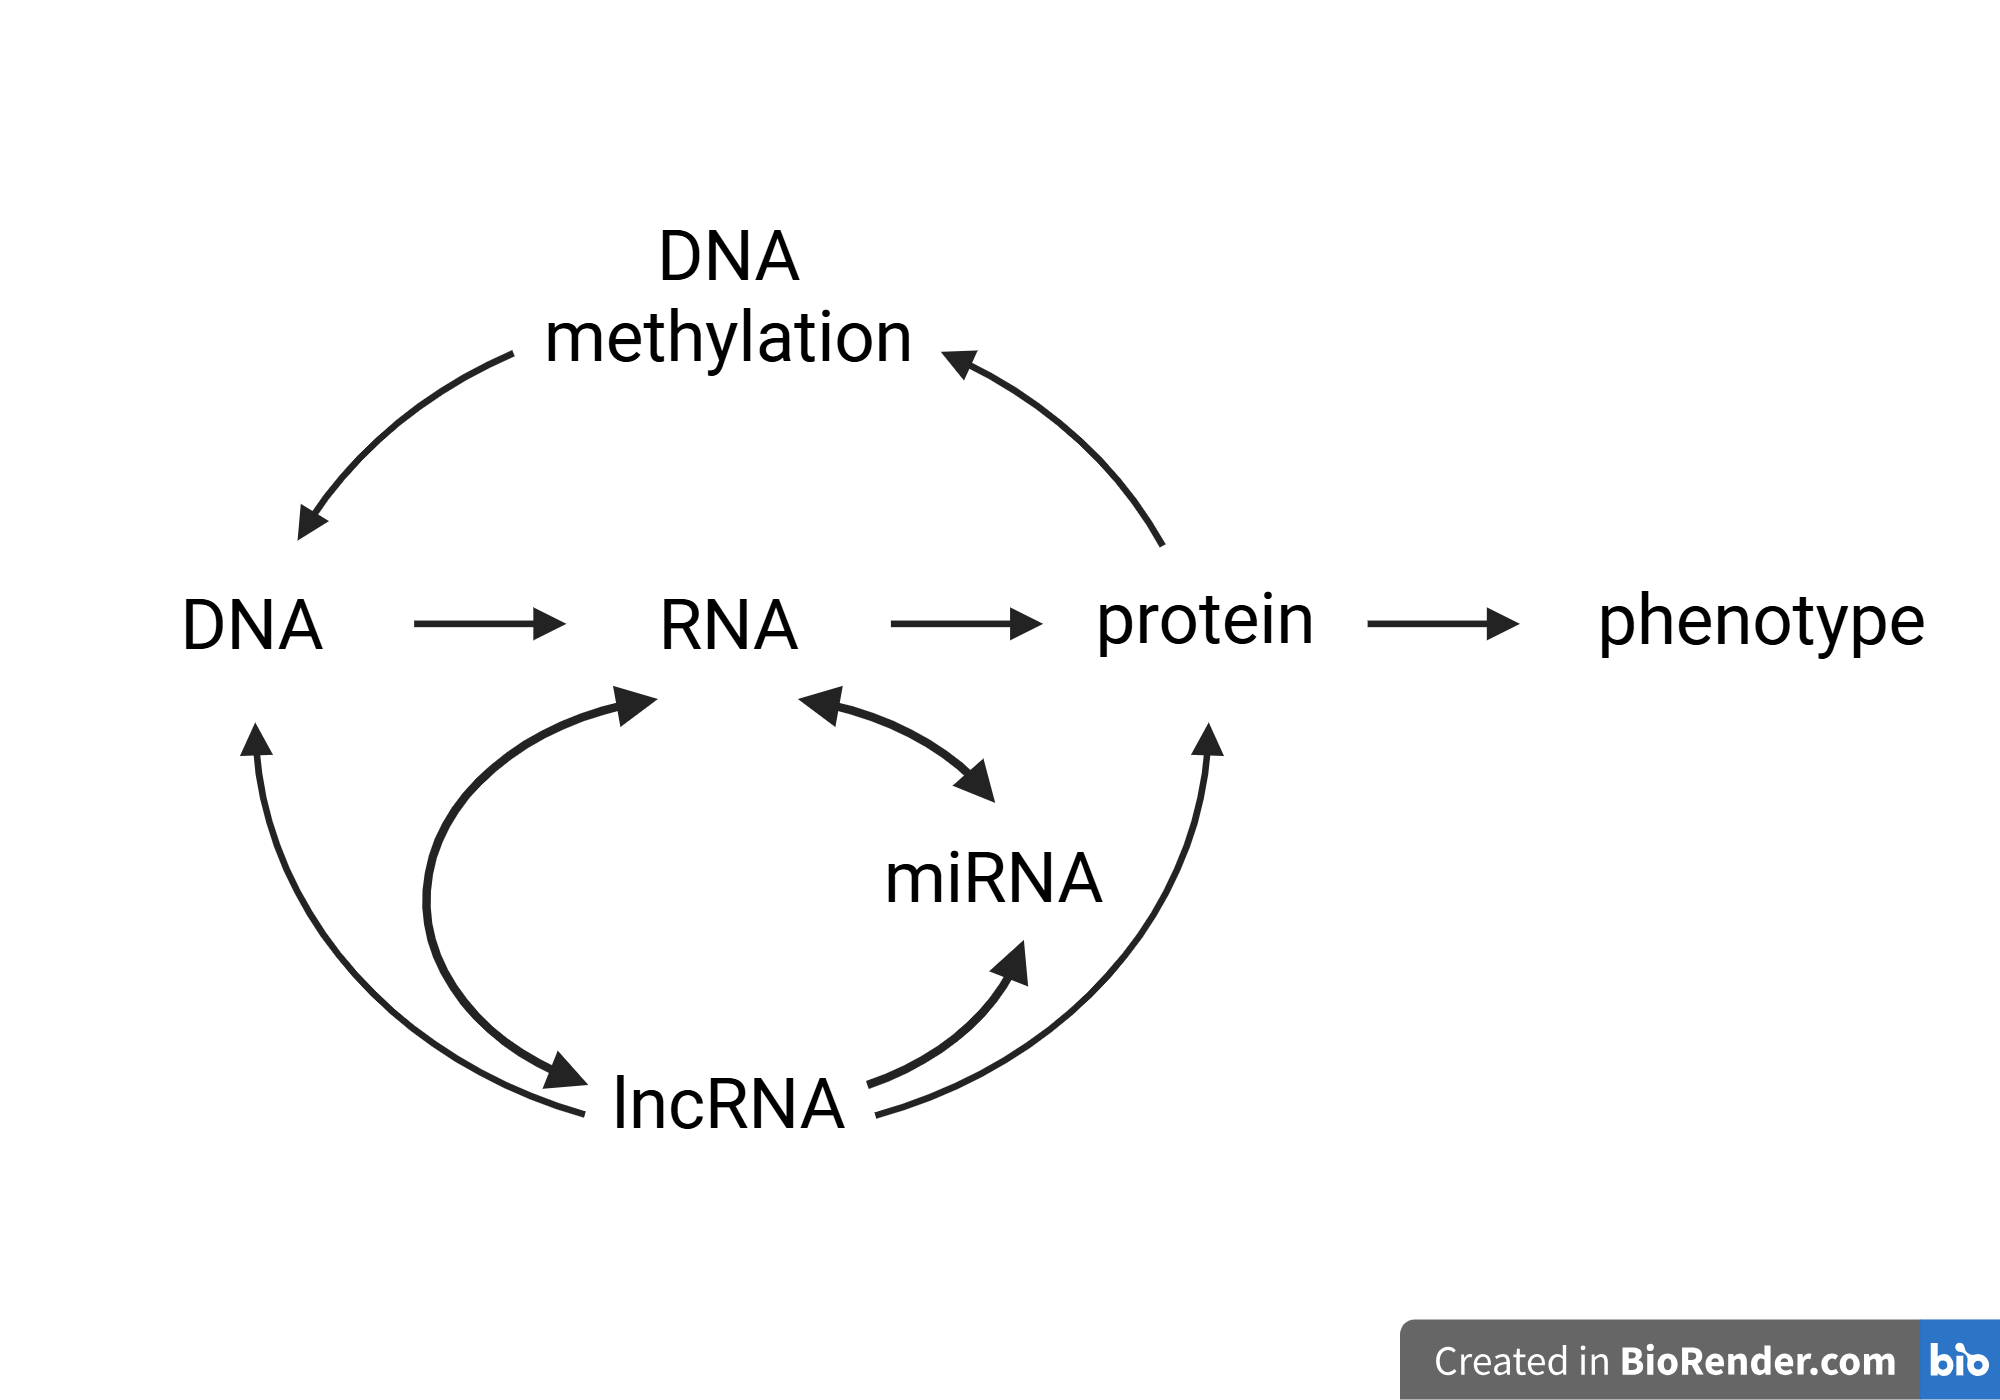 DNA
methylation
DNA
RNA
protein
phenotype
miRNA
lncRNA
Created in BioRender.com bio